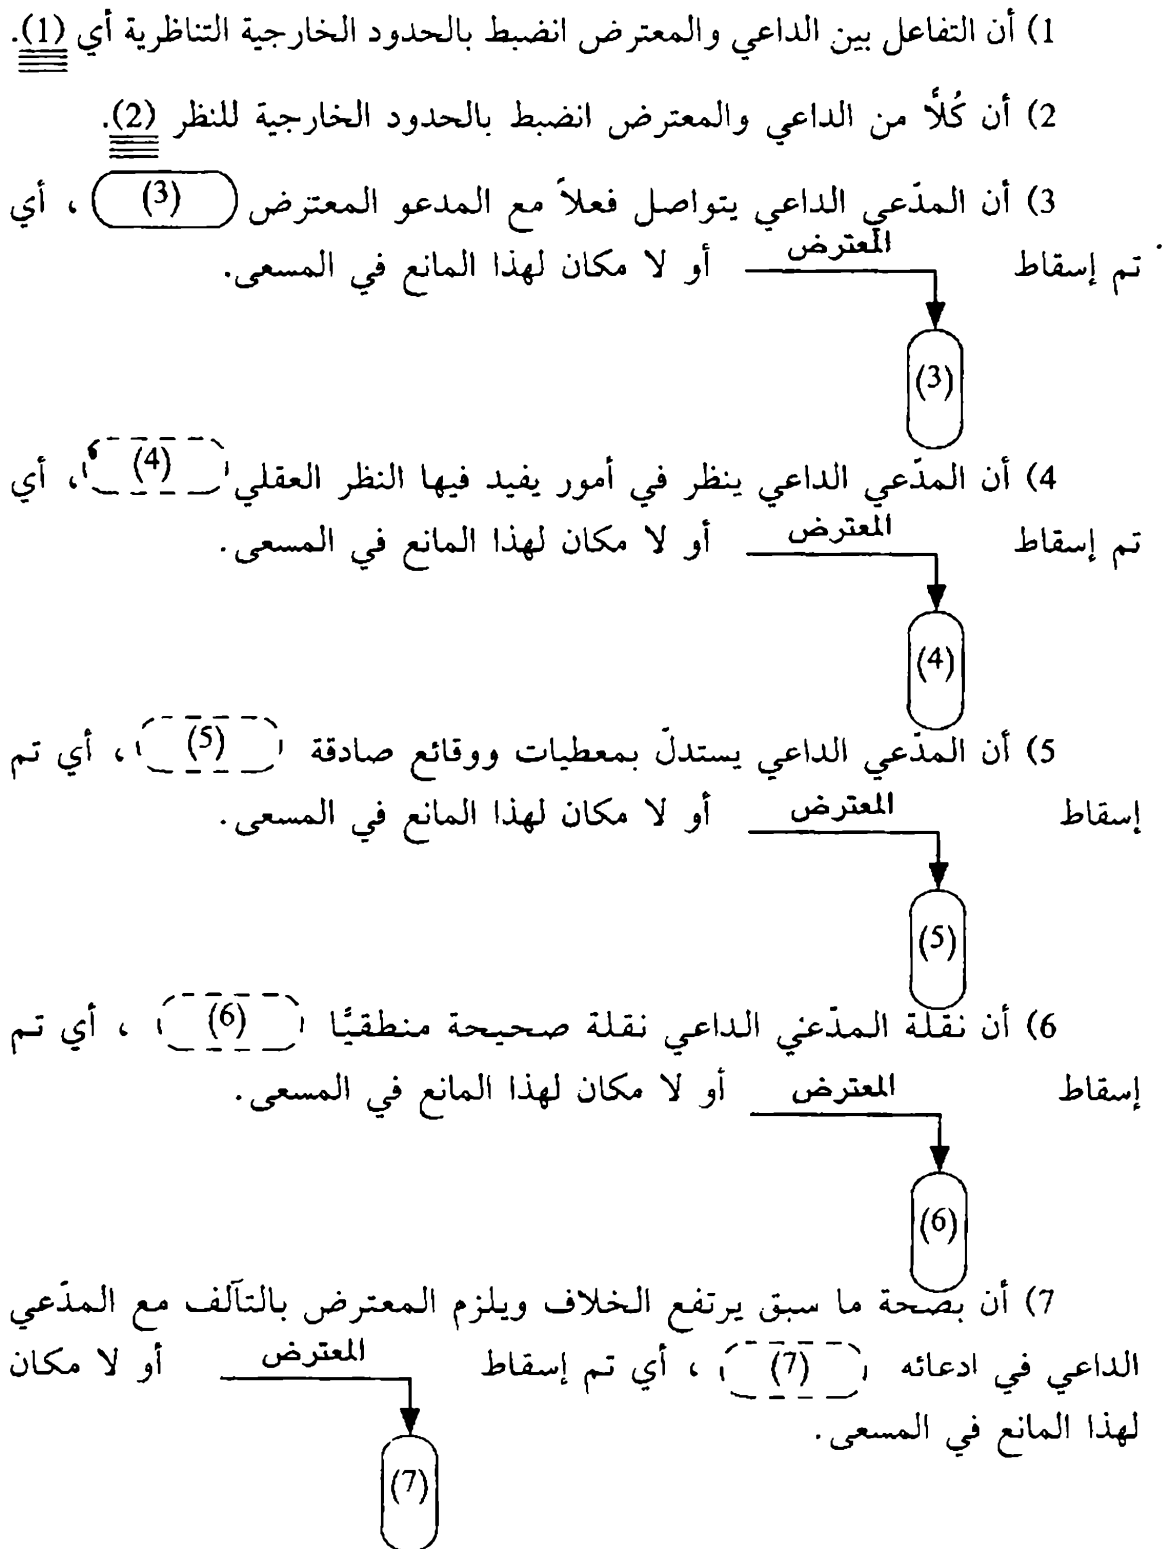 1) أن التفاعل بين الداعي والمعترض انضبط بالحدود الخارجية التناظرية أي (1).
2) أن كُلًّا من الداعي والمعترض انضبط بالحدود الخارجية للنظر (2).
3) أن المدّعي الداعي يتواصل فعلاً مع المدعو المعترض (3) ، أي
تم إسقاط المعترض أو لا مكان لهذا المانع في المسعى.
(3)
4) أن المدّعي الداعي ينظر في أمور يفيد فيها النظر العقلي (4) ، أي
تم إسقاط المعترض أو لا مكان لهذا المانع في المسعى.
(4)
5) أن المدّعي الداعي يستدلّ بمعطيات ووقائع صادقة (5) ، أي تم
إسقاط المعترض أو لا مكان لهذا المانع في المسعى.
(5)
6) أن نقلة المدّعي الداعي نقلة صحيحة منطقيًّا (6) ، أي تم
إسقاط المعترض أو لا مكان لهذا المانع في المسعى.
(6)
7) أن بصحة ما سبق يرتفع الخلاف ويلزم المعترض بالتآلف مع المدّعي
الداعي في ادعائه (7) ، أي تم إسقاط المعترض أو لا مكان
لهذا المانع في المسعى.
(7)